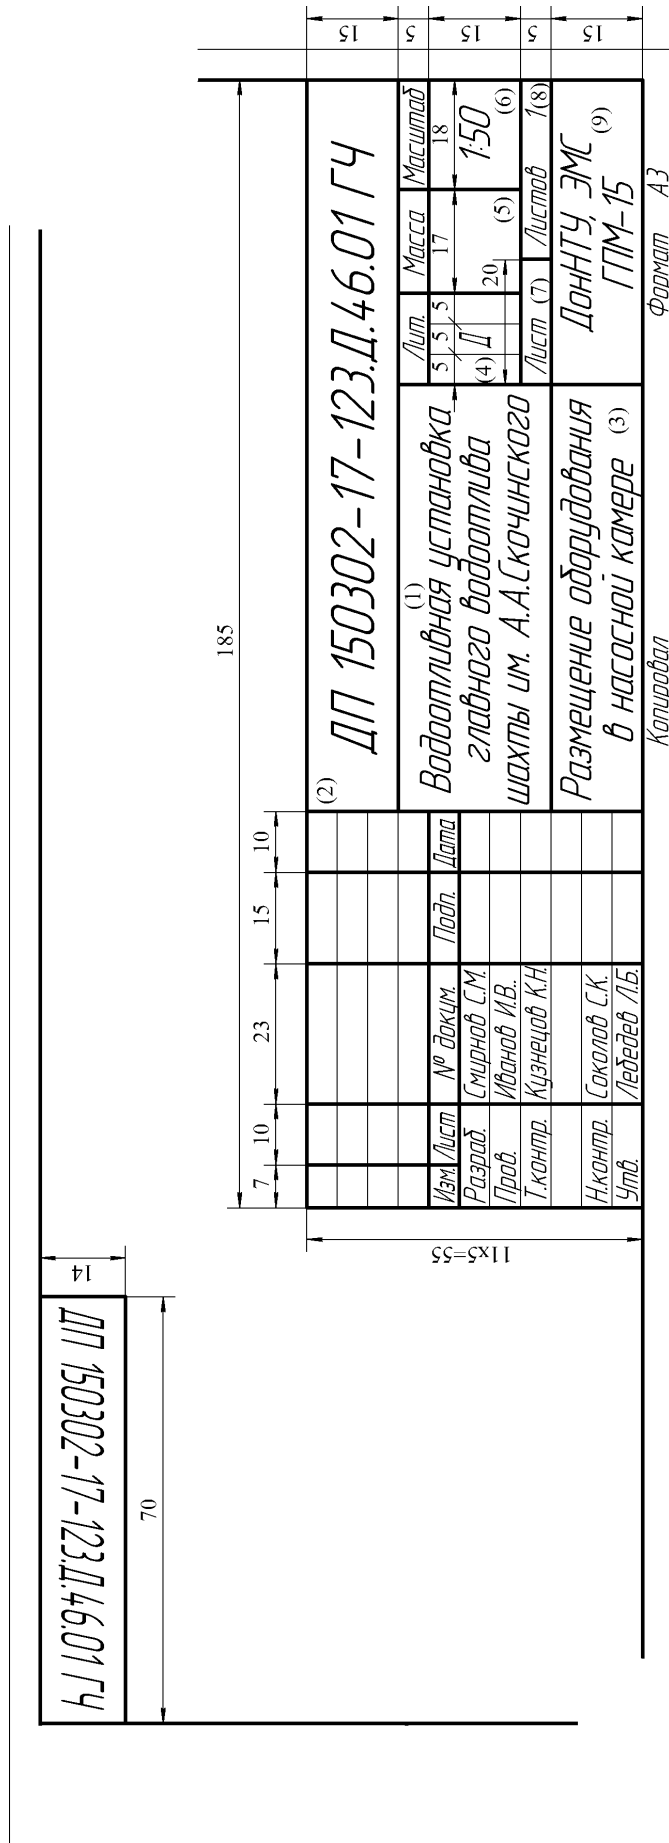 ДП 150302-17-123.Д.46.01 ГЧ
14
70
185
7
10
23
15
10
11x5=55
15
5
15
5
15
(2)
ДП 150302-17-123.Д.46.01 ГЧ
Изм. Лист № докум. Подп. Дата
Разраб. Смирнов С.М.
Пров. Иванов И.В..
Т.контр. Кузнецов К.Н.
Н.контр. Соколов С.К.
Утв. Лебедев Л.Б.
(1)
Водоотливная установка
главного водоотлива
шахты им. А.А.Скочинского
Размещение оборудования
в насосной камере (3)
Лит. Масса Масштаб
5 5 5 17 18
(4) Д (5) 1:50 (6)
20
Лист (7) Листов 1(8)
ДонНТУ, ЭМС
ГПМ-15 (9)
Копировал Формат А3